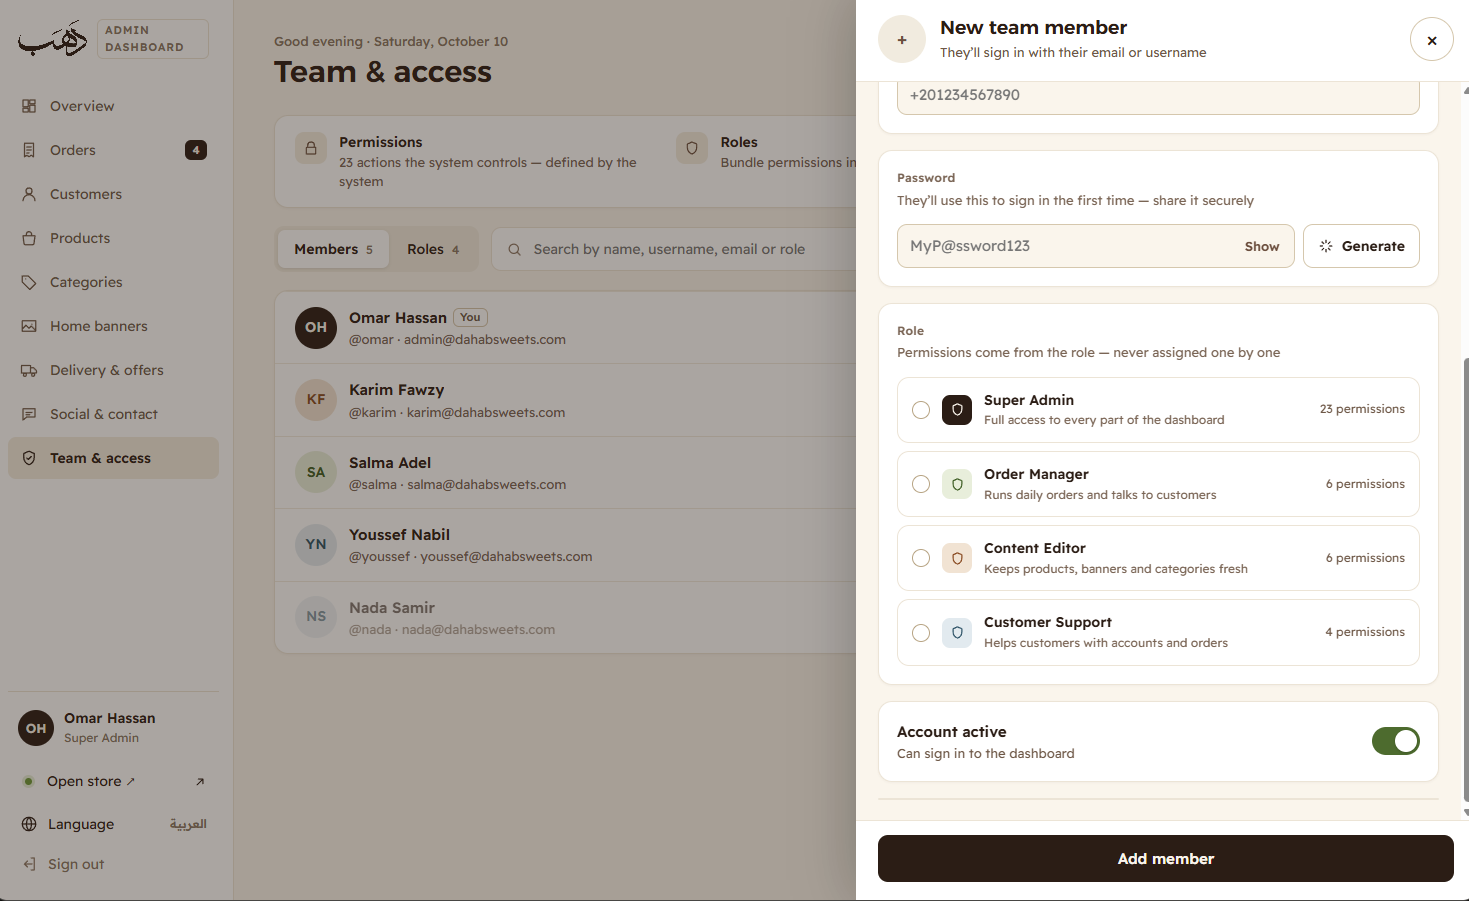 دهب
ADMIN
DASHBOARD
Overview
Orders
4
Customers
Products
Categories
Home banners
Delivery & offers
Social & contact
Team & access
OH
Omar Hassan
Super Admin
Open store ↗
Language
العربية
Sign out
Good evening · Saturday, October 10
Team & access
Permissions
23 actions the system controls — defined by the
system
Roles
Bundle permissions in
Members 5
Roles 4
Search by name, username, email or role
OH
Omar Hassan You
@omar · admin@dahabsweets.com
KF
Karim Fawzy
@karim · karim@dahabsweets.com
SA
Salma Adel
@salma · salma@dahabsweets.com
YN
Youssef Nabil
@youssef · youssef@dahabsweets.com
NS
Nada Samir
@nada · nada@dahabsweets.com
New team member
They'll sign in with their email or username
+201234567890
Password
They'll use this to sign in the first time — share it securely
MyP@ssword123
Show
Generate
Role
Permissions come from the role — never assigned one by one
Super Admin
Full access to every part of the dashboard
23 permissions
Order Manager
Runs daily orders and talks to customers
6 permissions
Content Editor
Keeps products, banners and categories fresh
6 permissions
Customer Support
Helps customers with accounts and orders
4 permissions
Account active
Can sign in to the dashboard
Add member